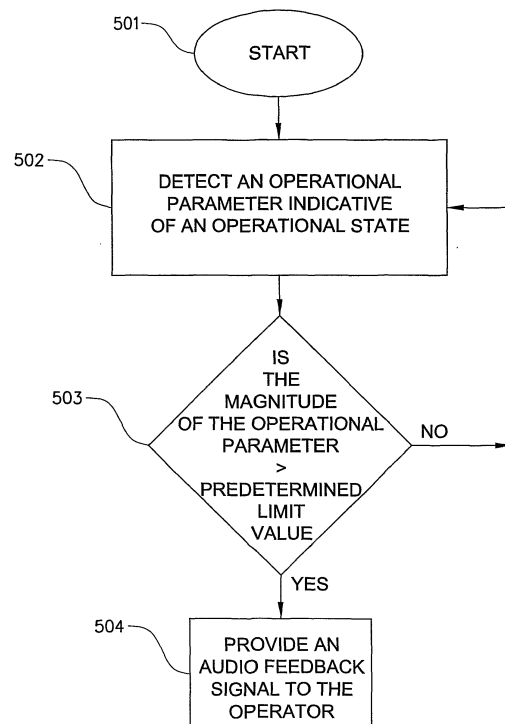 501
START
502
DETECT AN OPERATIONAL
PARAMETER INDICATIVE
OF AN OPERATIONAL STATE
503
IS
THE
MAGNITUDE
OF THE OPERATIONAL
PARAMETER
>
PREDETERMINED
LIMIT
VALUE
NO
YES
504
PROVIDE AN
AUDIO FEEDBACK
SIGNAL TO THE
OPERATOR